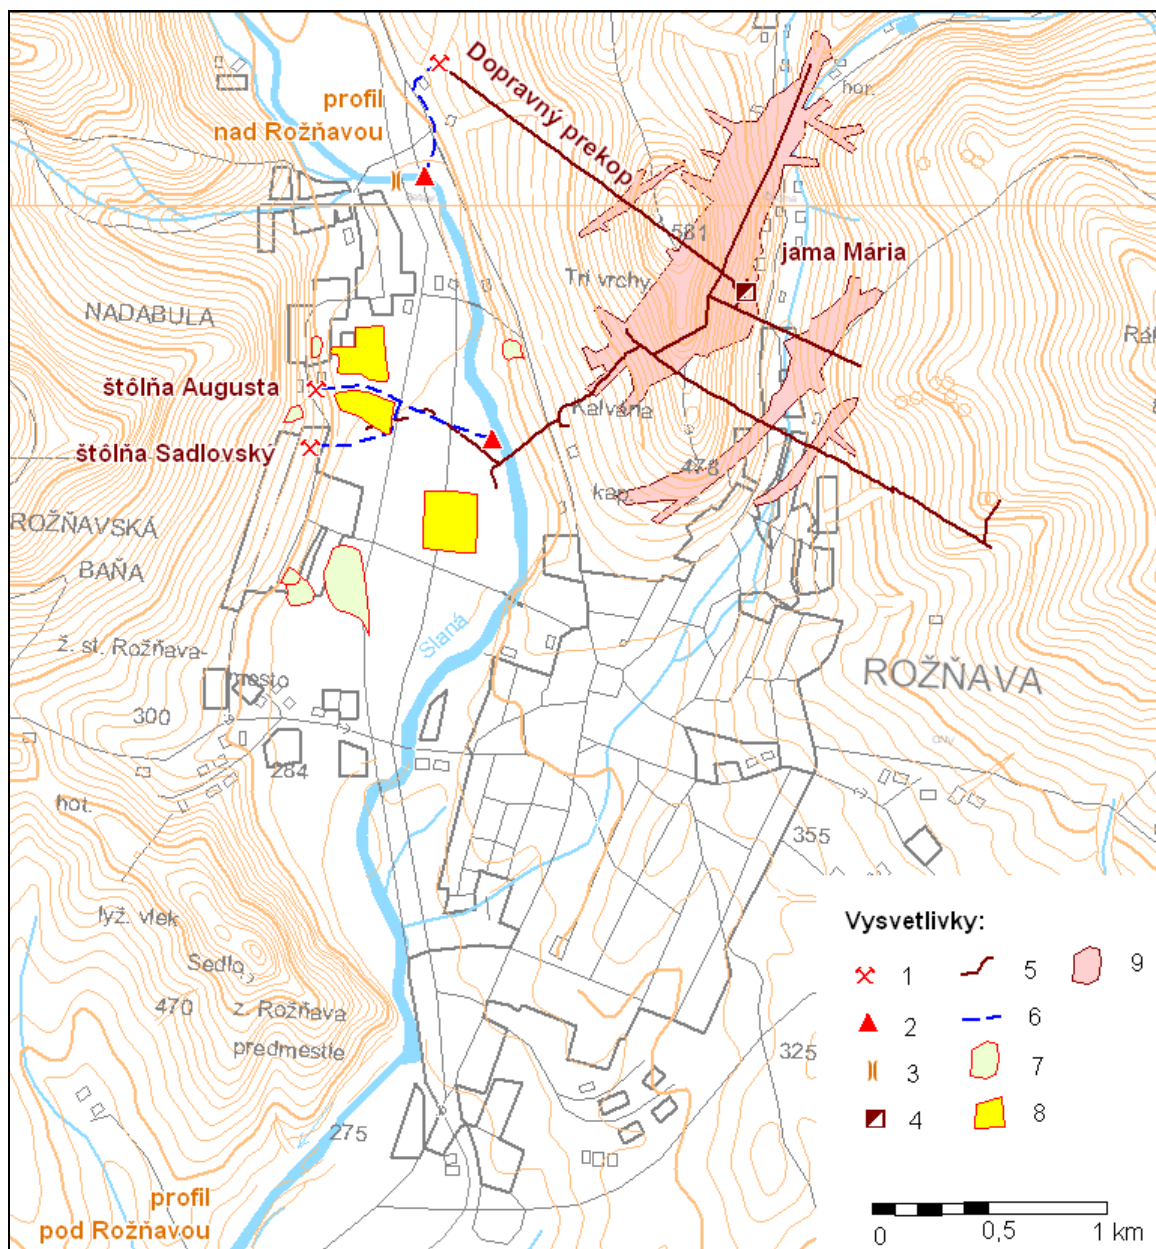 Dopravný prekop
hor.
profil
nad Rožňavou
581
jama Mária
Tri vrchy
NADABULA
štôlňa Augusta
Kalvária
štôlňa Sadlovský
478
kap.
ROŽŇAVSKÁ
BAŇA
Slaná
ž. st. Rožňava-
mesto
ROŽŇAVA
300
284
hot.
355
lyž. vlek
Sedlo
470
z. Rožňava
predmestie
325
275
profil
pod Rožňavou
Vysvetlivky:
1
5
9
2
6
3
7
4
8
0
0,5
1 km